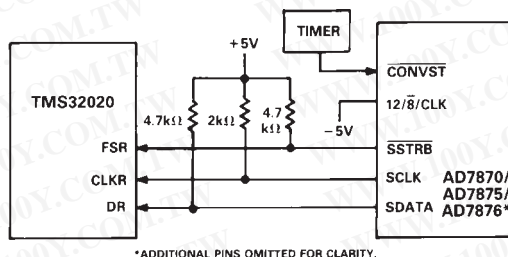 TIMER
+5V
CONVST
TMS32020
12/8/CLK
4.7kΩ
2kΩ
4.7
kΩ
−5V
FSR
SSTRB
CLKR
SCLK
AD7870/
AD7875/
DR
SDATA
AD7876*
*ADDITIONAL PINS OMITTED FOR CLARITY.